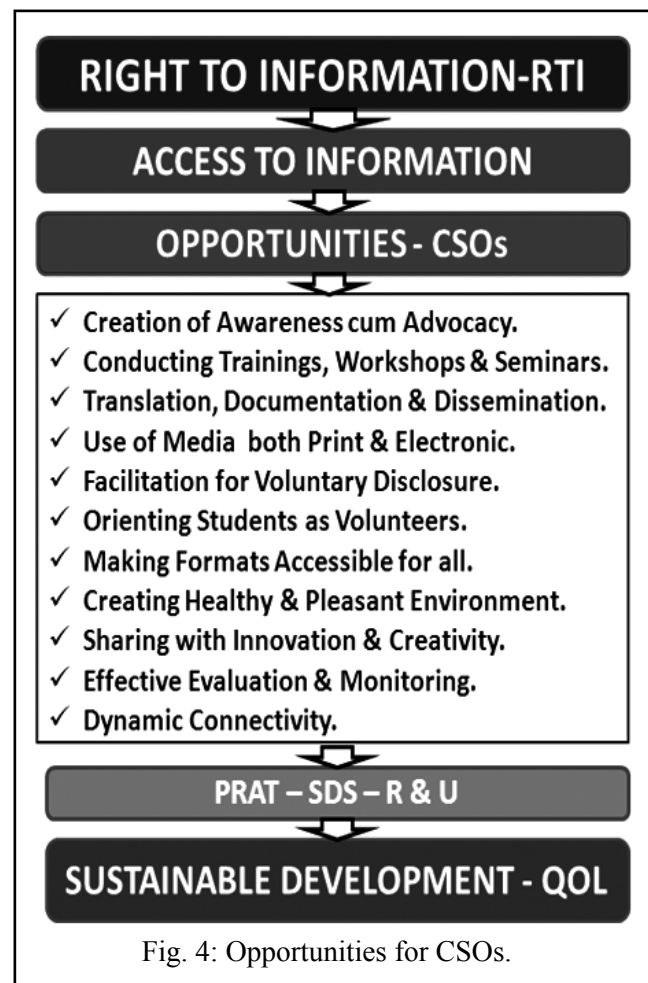 RIGHT TO INFORMATION-RTI
ACCESS TO INFORMATION
OPPORTUNITIES - CSOs
✓ Creation of Awareness cum Advocacy.
✓ Conducting Trainings, Workshops & Seminars.
✓ Translation, Documentation & Dissemination.
✓ Use of Media both Print & Electronic.
✓ Facilitation for Voluntary Disclosure.
✓ Orienting Students as Volunteers.
✓ Making Formats Accessible for all.
✓ Creating Healthy & Pleasant Environment.
✓ Sharing with Innovation & Creativity.
✓ Effective Evaluation & Monitoring.
✓ Dynamic Connectivity.
PRAT – SDS – R & U
SUSTAINABLE DEVELOPMENT - QOL
Fig. 4: Opportunities for CSOs.